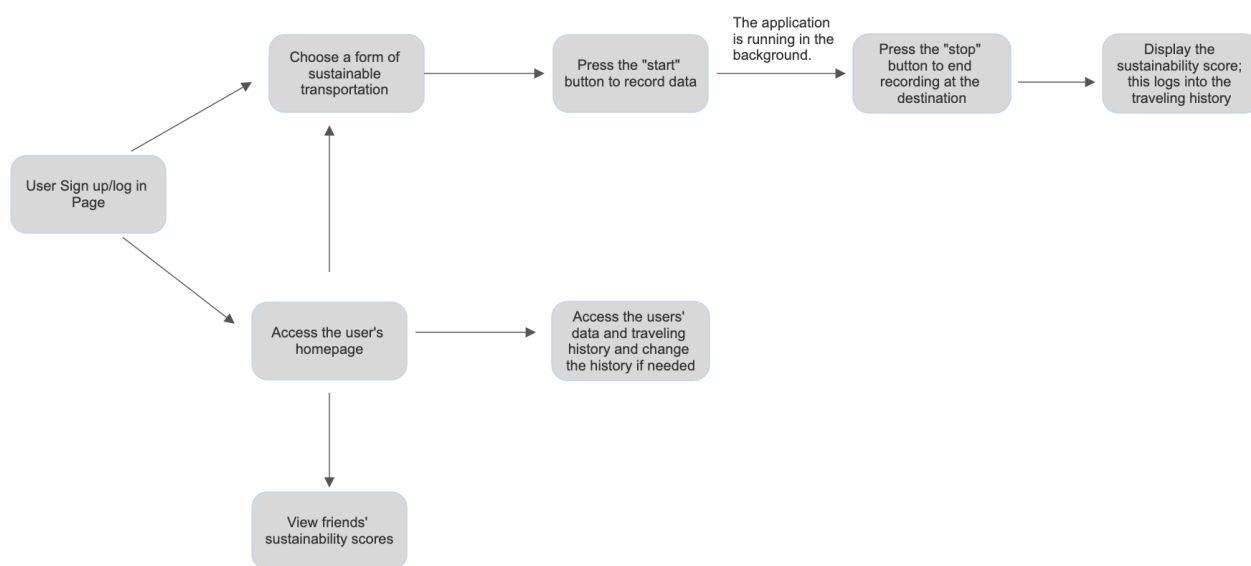 Choose a form of
sustainable
transportation
Press the "start"
button to record data
The application
is running in the
background.
Press the "stop"
button to end
recording at the
destination
Display the
sustainability score;
this logs into the
traveling history
User Sign up/log in
Page
Access the user's
homepage
Access the users'
data and traveling
history and change
the history if needed
View friends'
sustainability scores